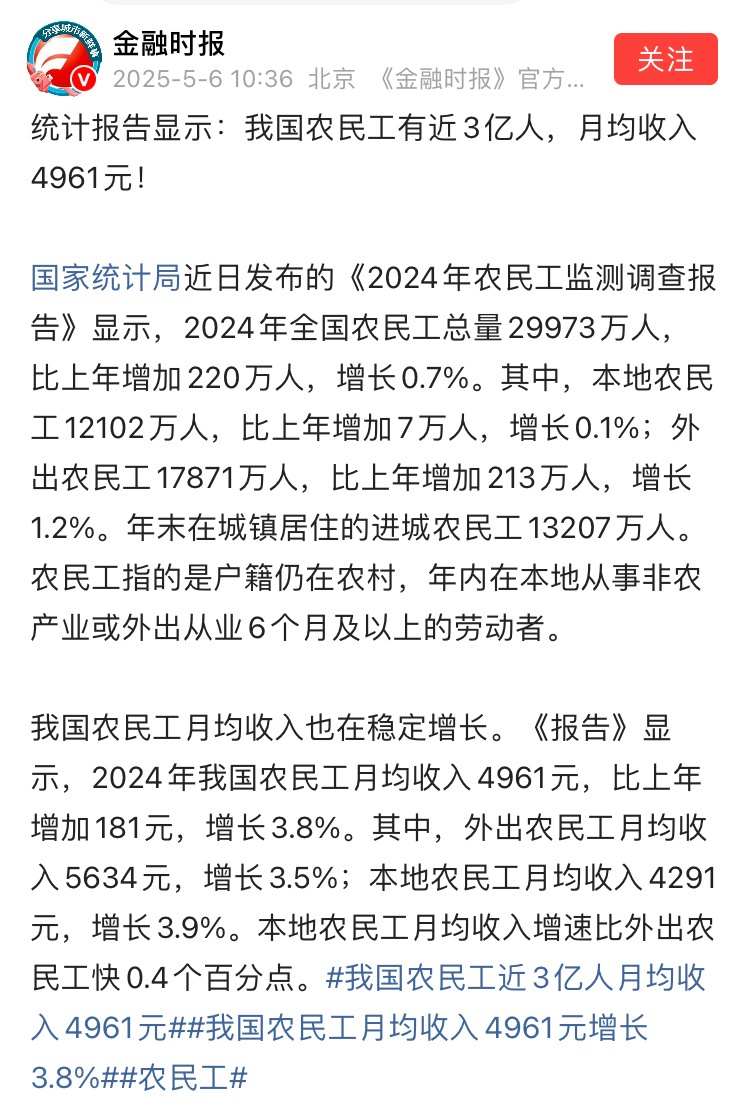 分享城市新鲜事
金融时报
2025-5-6 10:36 北京 《金融时报》官方...
关注
统计报告显示：我国农民工有近3亿人，月均收入
4961元！
国家统计局近日发布的《2024年农民工监测调查报
告》显示，2024年全国农民工总量29973万人，
比上年增加220万人，增长0.7%。其中，本地农民
工12102万人，比上年增加7万人，增长0.1%；外
出农民工17871万人，比上年增加213万人，增长
1.2%。年末在城镇居住的进城农民工13207万人。
农民工指的是户籍仍在农村，年内在本地从事非农
产业或外出从业6个月及以上的劳动者。
我国农民工月均收入也在稳定增长。《报告》显
示，2024年我国农民工月均收入4961元，比上年
增加181元，增长3.8%。其中，外出农民工月均收
入5634元，增长3.5%；本地农民工月均收入4291
元，增长3.9%。本地农民工月均收入增速比外出农
民工快0.4个百分点。#我国农民工近3亿人月均收
入4961元##我国农民工月均收入4961元增长
3.8%##农民工#